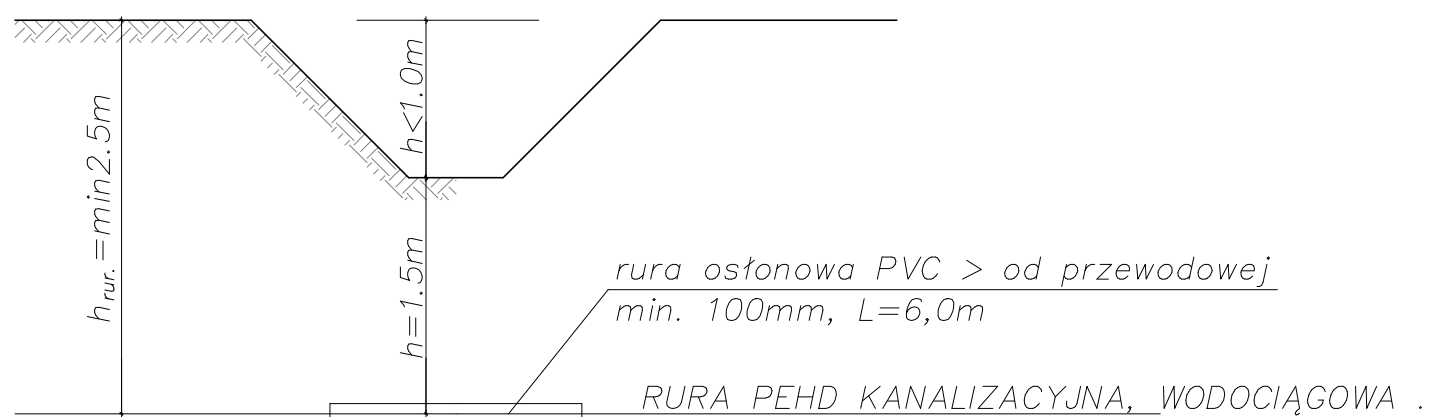 h<1.0m
hrur.=min2.5m
h=1.5m
rura osłonowa PVC > od przewodowej
min. 100mm, L=6,0m
RURA PEHD KANALIZACYJNA, WODOCIĄGOWA .